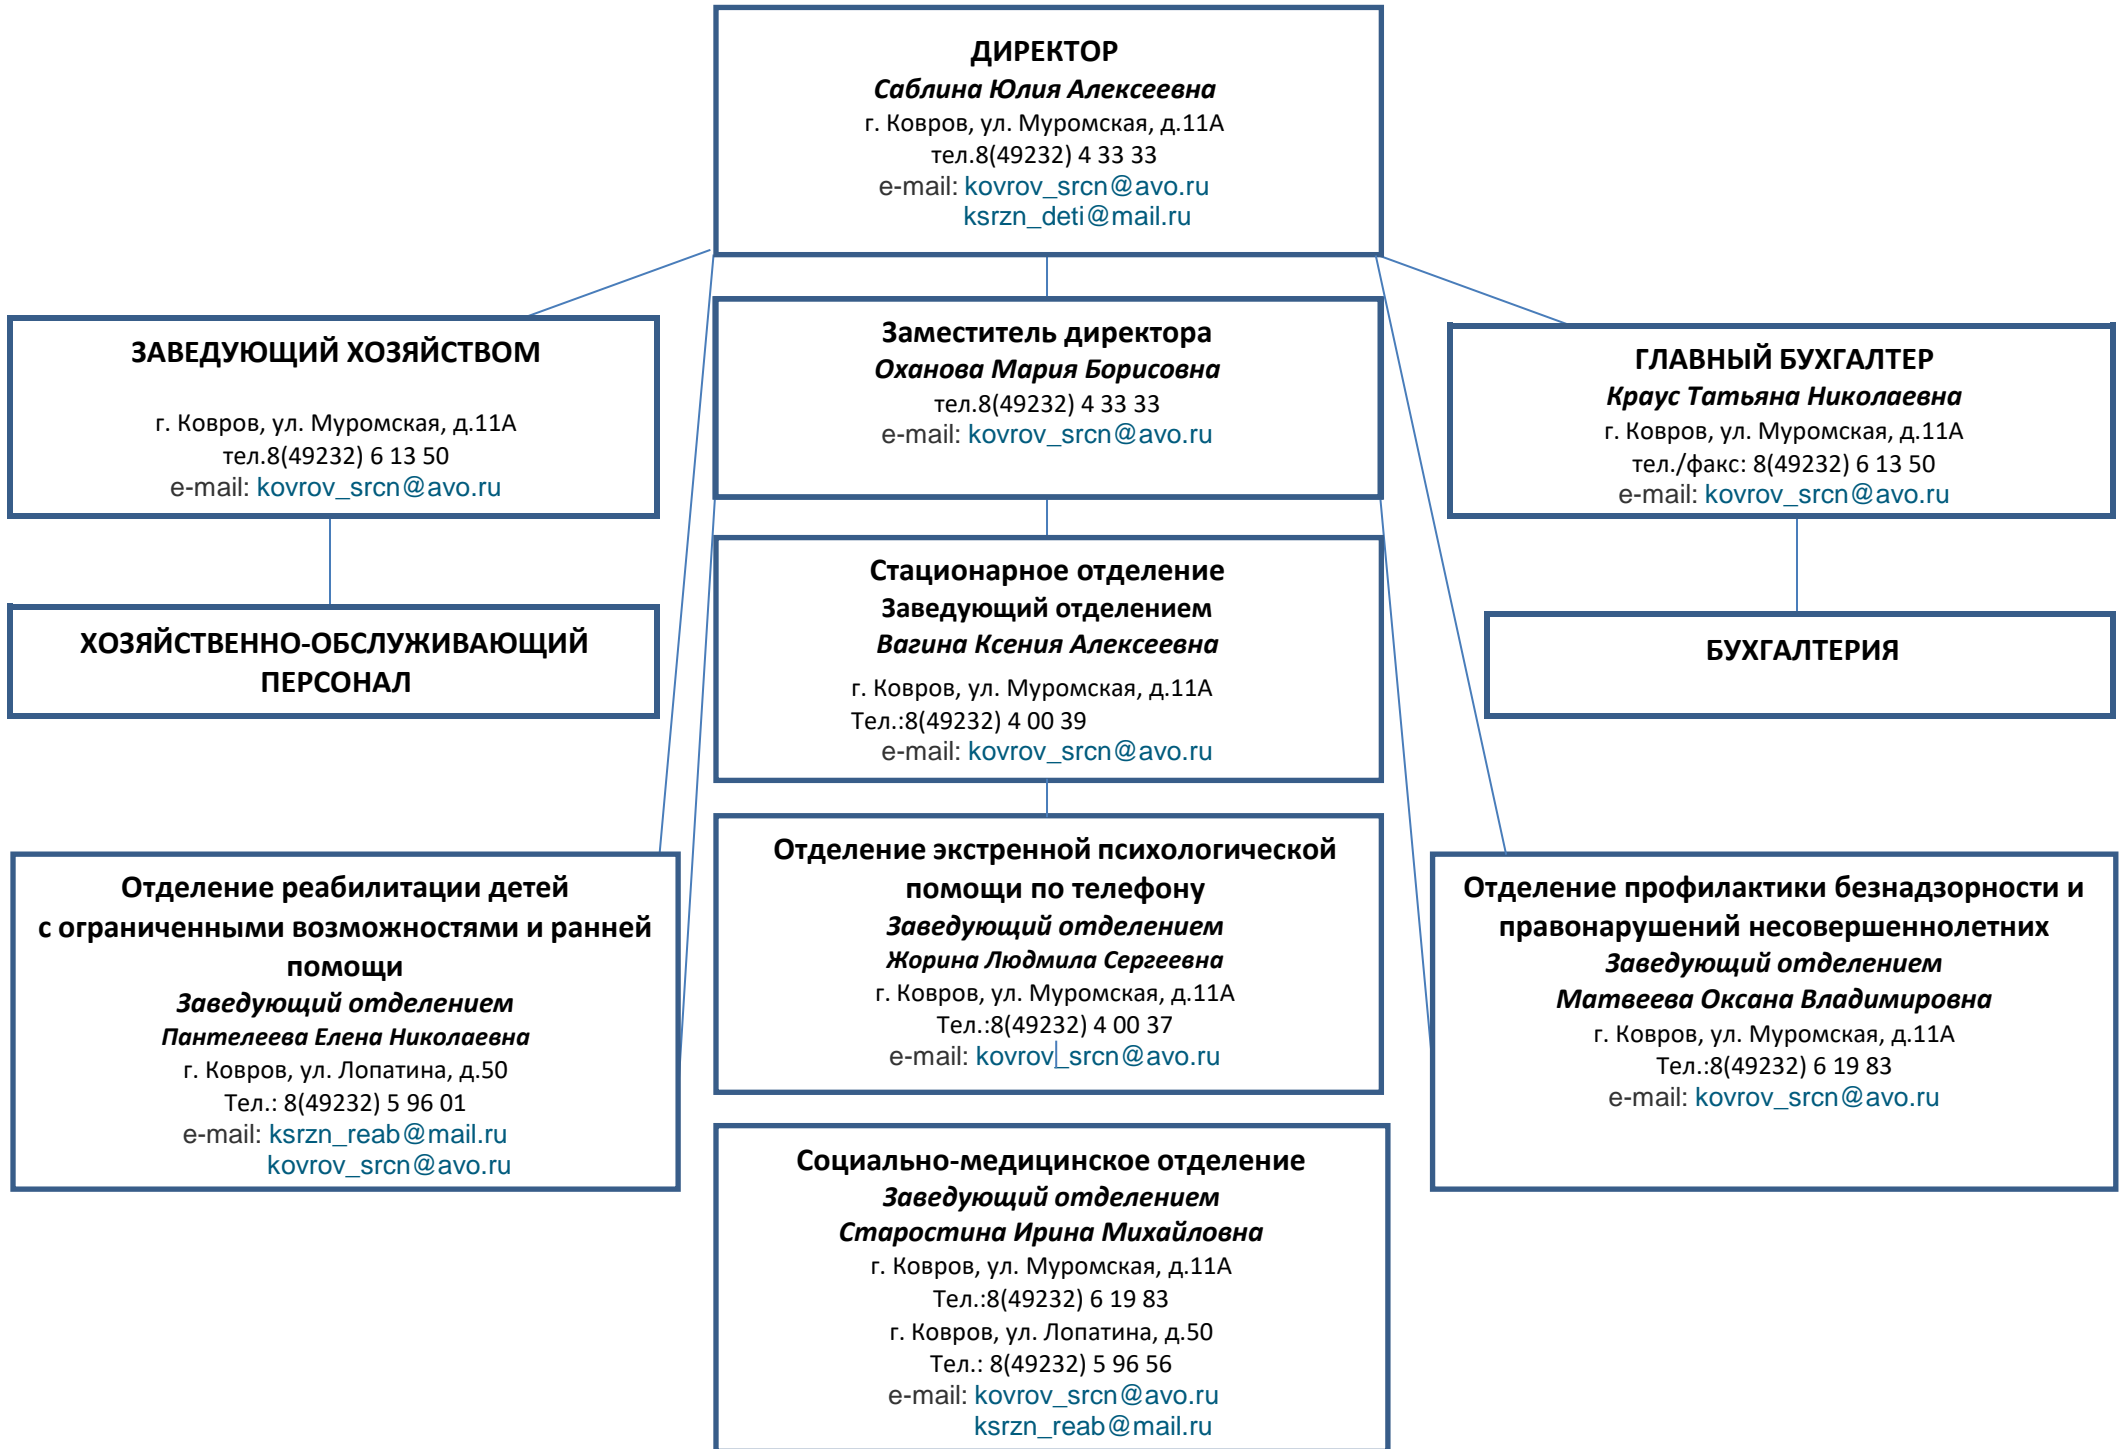 ДИРЕКТОР
Саблина Юлия Алексеевна
г. Ковров, ул. Муромская, д.11А
тел.8(49232) 4 33 33
e-mail: kovrov_srcn@avo.ru
ksrzn_deti@mail.ru
ЗАВЕДУЮЩИЙ ХОЗЯЙСТВОМ
г. Ковров, ул. Муромская, д.11А
тел.8(49232) 6 13 50
e-mail: kovrov_srcn@avo.ru
Заместитель директора
Оханова Мария Борисовна
тел.8(49232) 4 33 33
e-mail: kovrov_srcn@avo.ru
ГЛАВНЫЙ БУХГАЛТЕР
Краус Татьяна Николаевна
г. Ковров, ул. Муромская, д.11А
тел./факс: 8(49232) 6 13 50
e-mail: kovrov_srcn@avo.ru
ХОЗЯЙСТВЕННО-ОБСЛУЖИВАЮЩИЙ
ПЕРСОНАЛ
Стационарное отделение
Заведующий отделением
Вагина Ксения Алексеевна
г. Ковров, ул. Муромская, д.11А
Тел.:8(49232) 4 00 39
e-mail: kovrov_srcn@avo.ru
БУХГАЛТЕРИЯ
Отделение реабилитации детей
с ограниченными возможностями и ранней
помощи
Заведующий отделением
Пантелеева Елена Николаевна
г. Ковров, ул. Лопатина, д.50
Тел.: 8(49232) 5 96 01
e-mail: ksrzn_reab@mail.ru
kovrov_srcn@avo.ru
Отделение экстренной психологической
помощи по телефону
Заведующий отделением
Жорина Людмила Сергеевна
г. Ковров, ул. Муромская, д.11А
Тел.:8(49232) 4 00 37
e-mail: kovrov_srcn@avo.ru
Отделение профилактики безнадзорности и
правонарушений несовершеннолетних
Заведующий отделением
Матвеева Оксана Владимировна
г. Ковров, ул. Муромская, д.11А
Тел.:8(49232) 6 19 83
e-mail: kovrov_srcn@avo.ru
Социально-медицинское отделение
Заведующий отделением
Старостина Ирина Михайловна
г. Ковров, ул. Муромская, д.11А
Тел.:8(49232) 6 19 83
г. Ковров, ул. Лопатина, д.50
Тел.: 8(49232) 5 96 56
e-mail: kovrov_srcn@avo.ru
ksrzn_reab@mail.ru